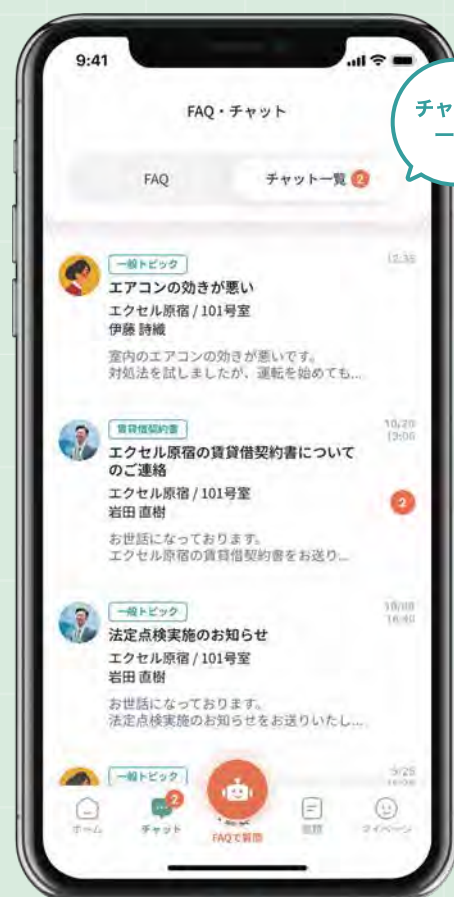 9:41
チャ
ー
FAQ・チャット
FAQ
チャット一覧 2
一般トピック
12:35
エアコンの効きが悪い
エクセル原宿 / 101号室
伊藤 詩織
室内のエアコンの効きが悪いです。
対処法を試しましたが、運転を始めても...
賃貸借契約書
10/20
エクセル原宿の賃貸借契約書について
のご連絡
エクセル原宿 / 101号室
岩田 直樹
2
お世話になっております。
エクセル原宿の賃貸借契約書をお送り...
一般トピック
法定点検実施のお知らせ
エクセル原宿 / 101号室
岩田 直樹
お世話になっております。
法定点検実施のお知らせをお送りいたし...
一般トピック
2
ホーム
チャット
FAQで質問
マイページ